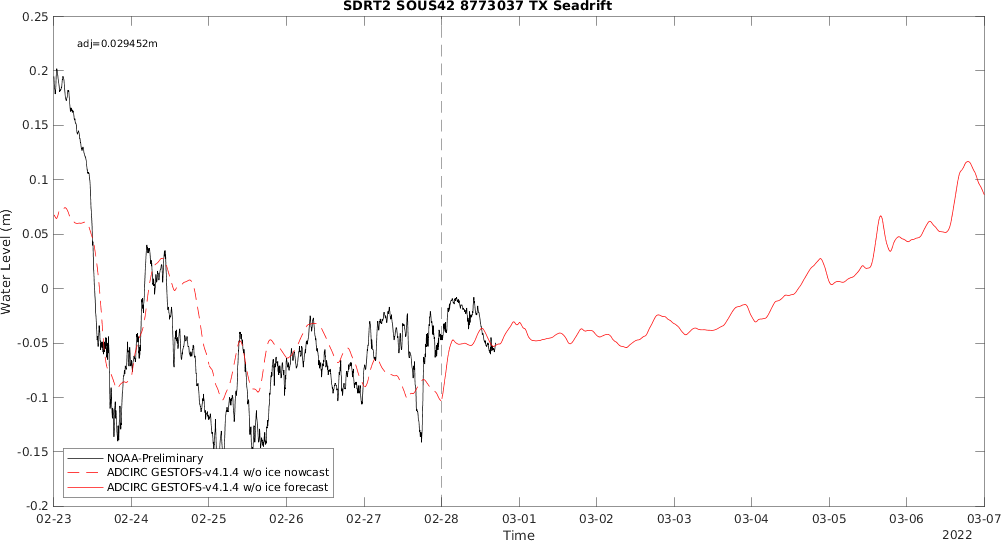 SDRT2 SOUS42 8773037 TX Seadrift
adj=0.029452m
0.25
0.2
0.15
0.1
0.05
0
-0.05
-0.1
-0.15
-0.2
Water Level (m)
NOAA-Preliminary
ADCIRC GESTOFS-v4.1.4 w/o ice nowcast
ADCIRC GESTOFS-v4.1.4 w/o ice forecast
02-23 02-24 02-25 02-26 02-27 02-28 03-01 03-02 03-03 03-04 03-05 03-06 03-07
Time
2022